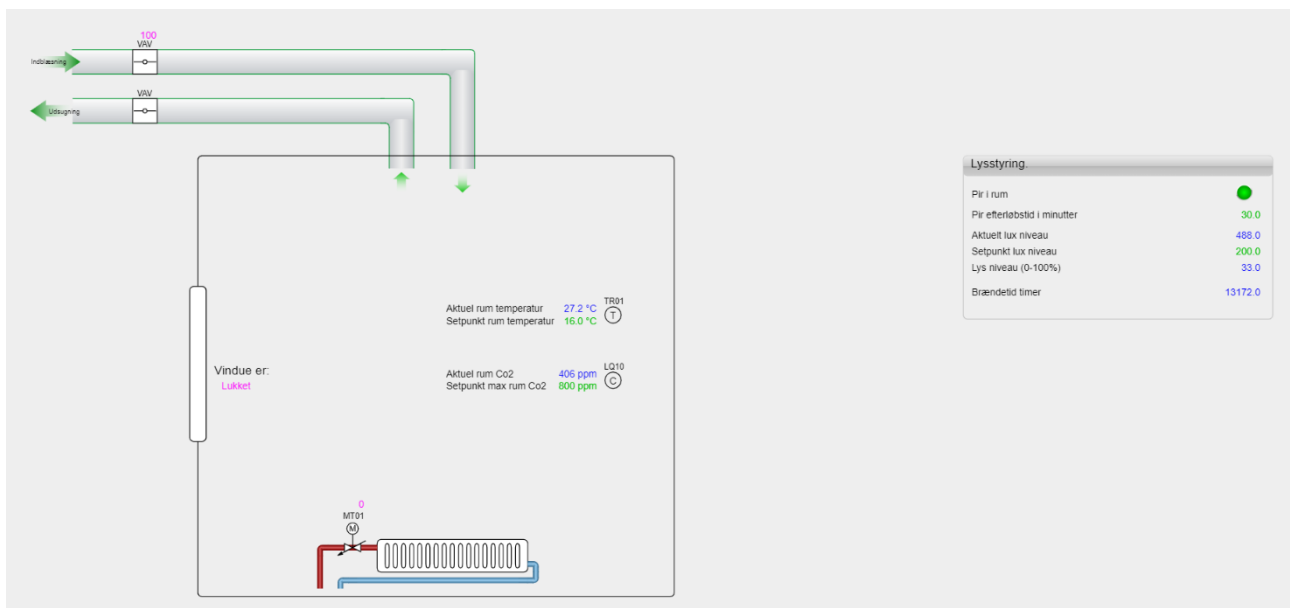 100
VAV
Indblæsning
VAV
Udsugning
Lysstyring.
Pir i rum
Pir efterløbstid i minutter 30.0
Aktuelt lux niveau 488.0
Setpunkt lux niveau 200.0
Lys niveau (0-100%) 33.0
Brændetid timer 13172.0
Aktuel rum temperatur 27.2 °C TR01
Setpunkt rum temperatur 16.0 °C T
Vindue er:
Lukket
Aktuel rum Co2 406 ppm LQ10
Setpunkt max rum Co2 800 ppm C
0
MT01
M